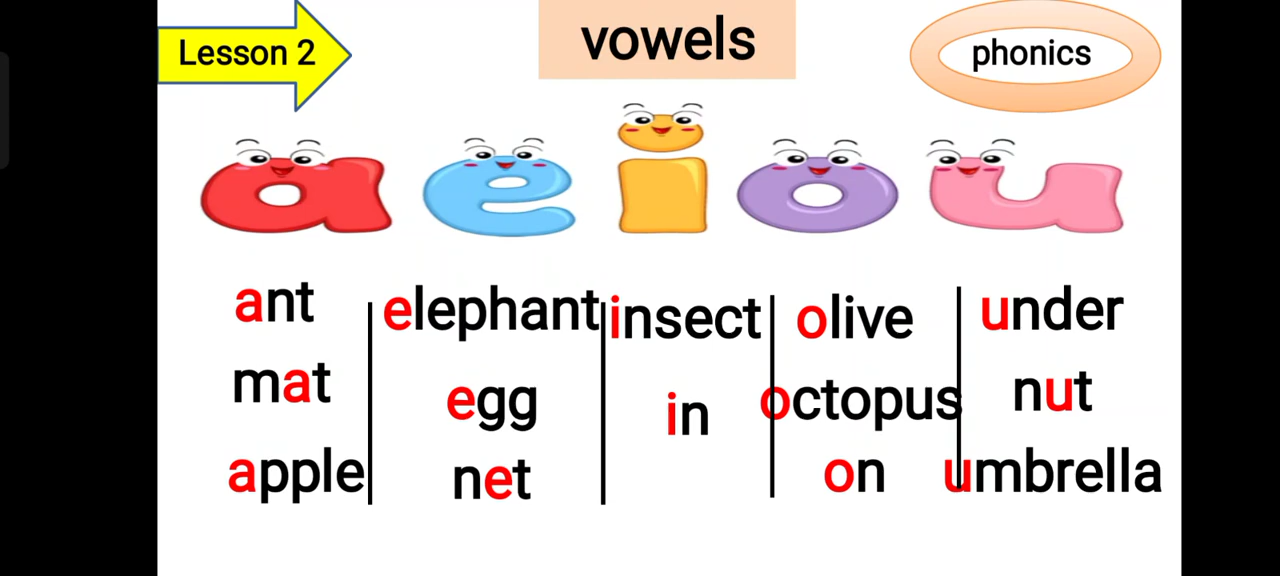 Lesson 2
vowels
phonics
a e i o u
ant
mat
apple
elephant
egg
net
insect
in
olive
octopus
on
under
nut
umbrella